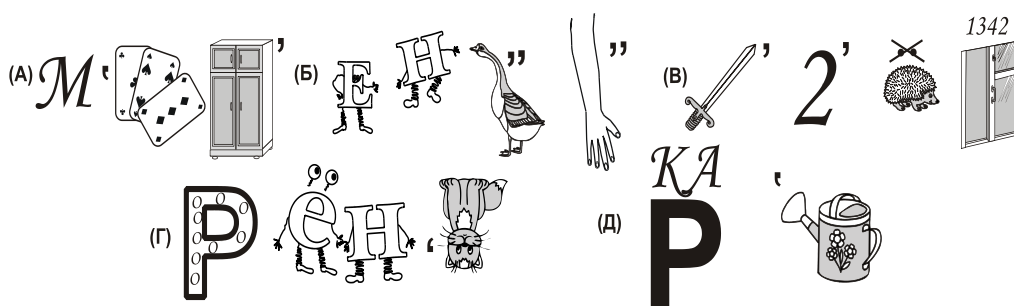 (А) М ‘ ’ (Б) Е Н ” ” (В) ’ 2’ 1342
(Г) Р ё Н ‘ (Д) КА Р ‘